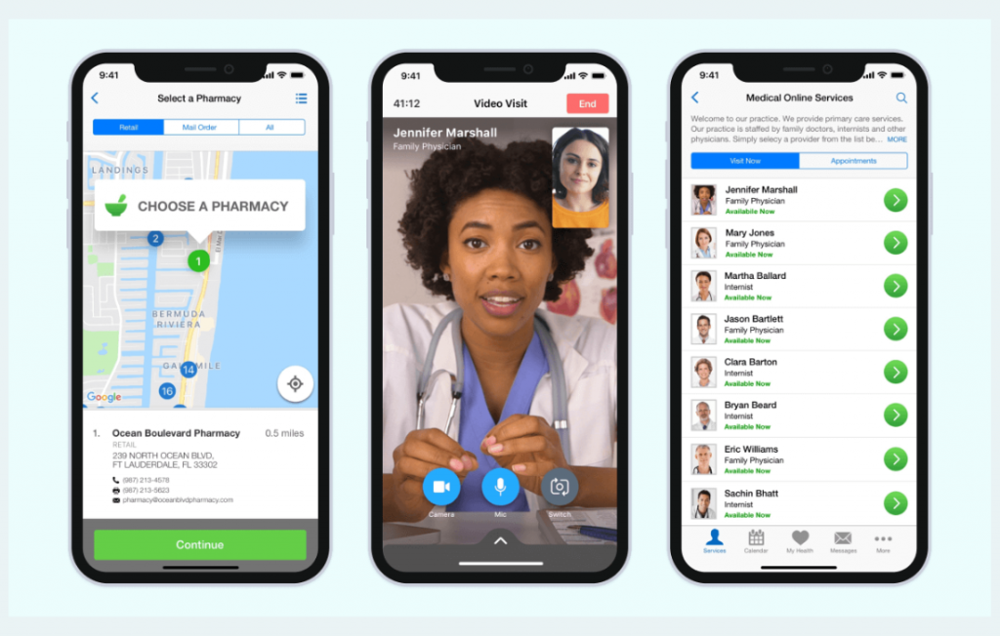 9:41
Select a Pharmacy
Retail
Mail Order
All
LANDINGS
CHOOSE A PHARMACY
2
1
BERMUDA
RIVIERA
14
16
Google
1. Ocean Boulevard Pharmacy 0.5 miles
RETAIL
239 NORTH OCEAN BLVD,
FT LAUDERDALE, FL 33302
(987) 213-4578
(987) 213-5623
pharmacy@oceanblvdpharmacy.com
Continue
9:41
41:12 Video Visit End
Jennifer Marshall
Family Physician
Camera
Mic
Switch
9:41
Medical Online Services
Welcome to our practice. We provide primary care services.
Our practice is staffed by family doctors, internists and other
physicians. Simply selecy a provider from the list be... MORE
Visit Now
Appointments
Jennifer Marshall
Family Physician
Available Now
Mary Jones
Family Physician
Available Now
Martha Ballard
Internist
Available Now
Jason Bartlett
Family Physician
Available Now
Clara Barton
Internist
Available Now
Bryan Beard
Internist
Available Now
Eric Williams
Family Physician
Available Now
Sachin Bhatt
Internist
Available Now
Services
Calendar
My Health
Messages
More